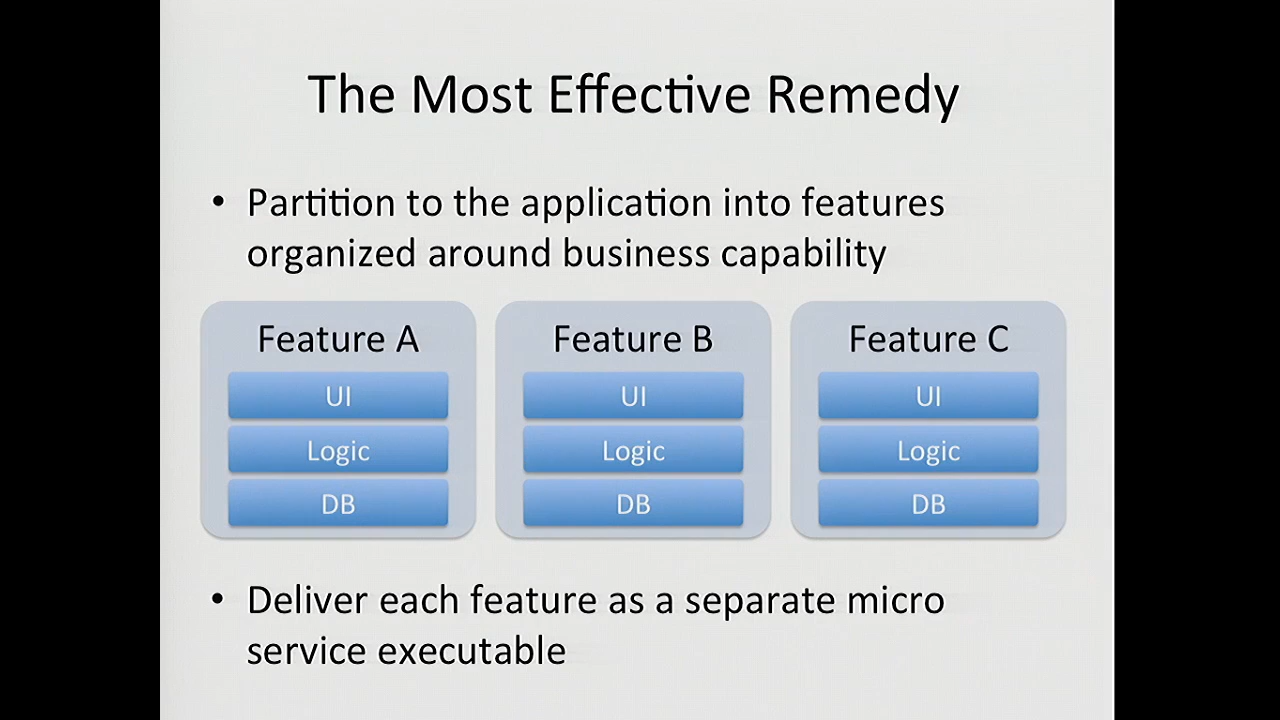 The Most Effective Remedy
• Partition to the application into features
organized around business capability
Feature A
UI
Logic
DB
Feature B
UI
Logic
DB
Feature C
UI
Logic
DB
• Deliver each feature as a separate micro
service executable